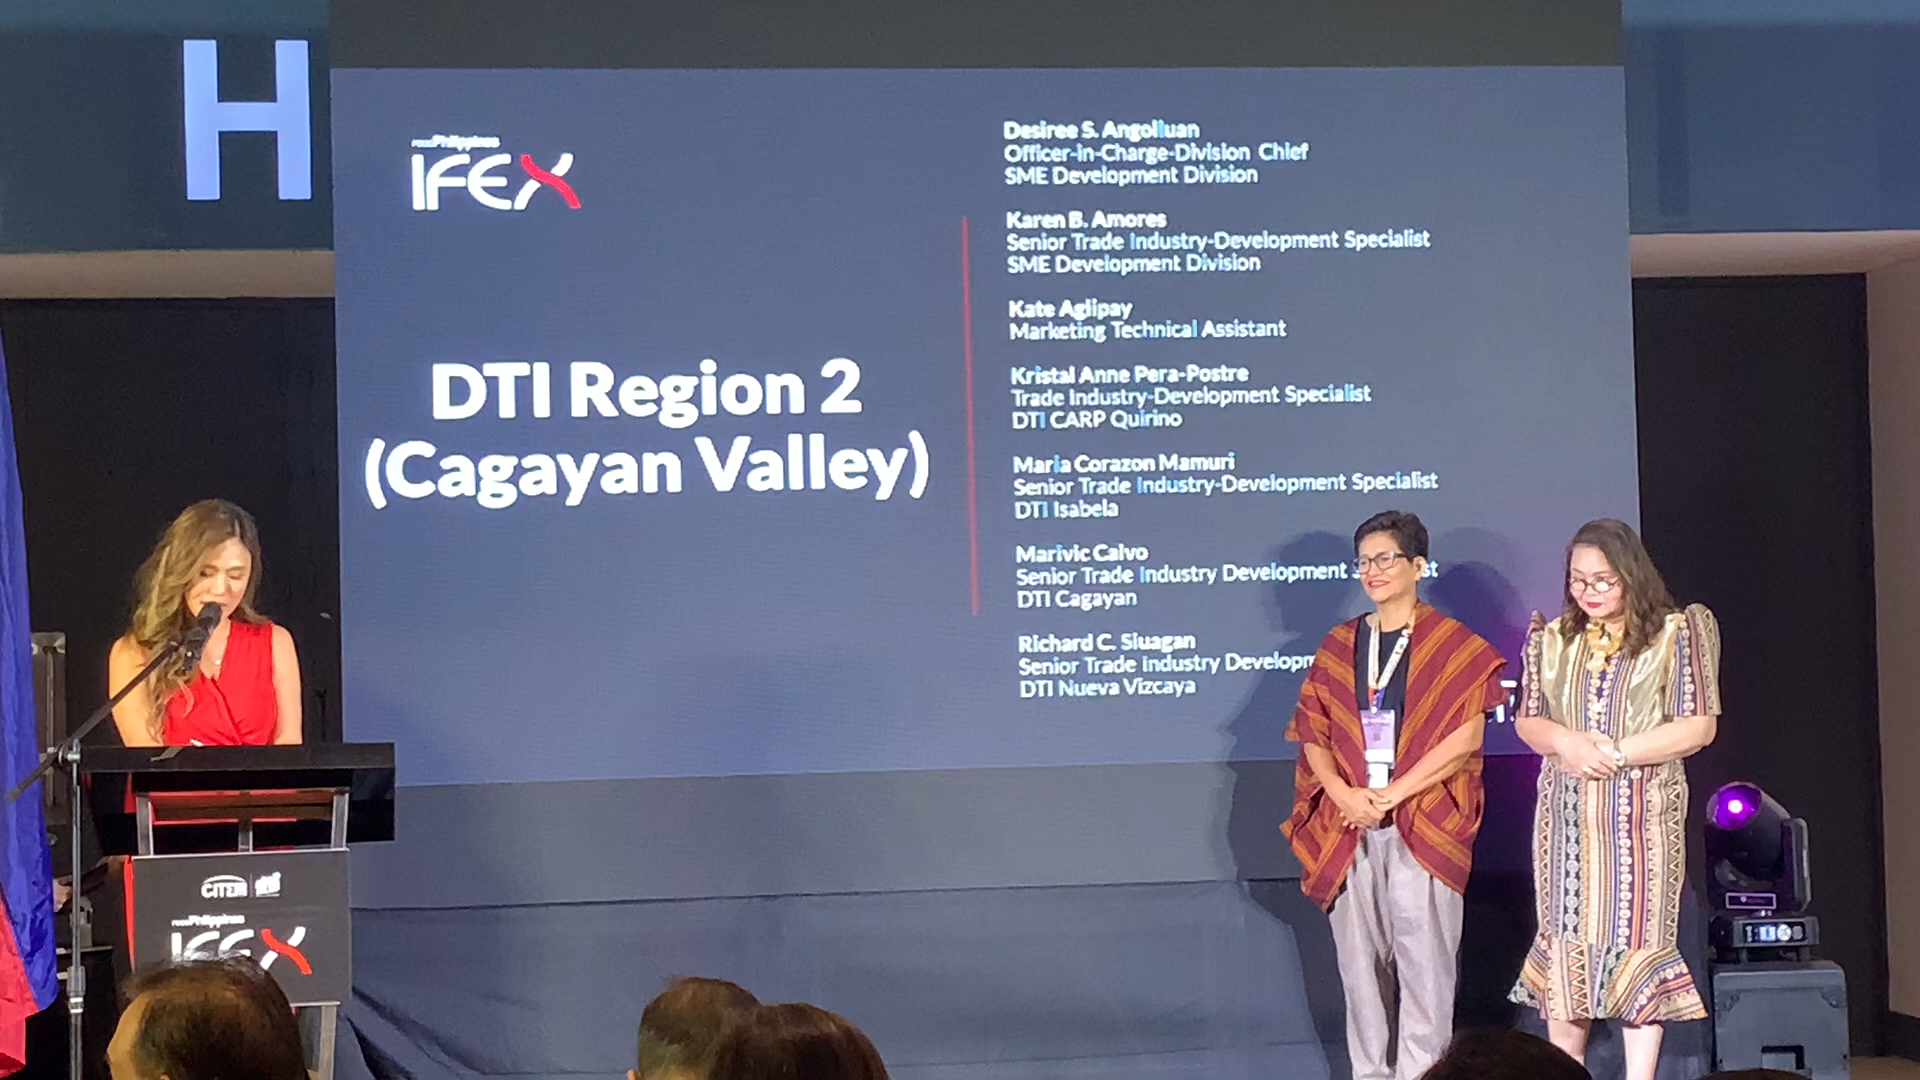 H
FOODPhilippines
IFEX
DTI Region 2
(Cagayan Valley)
Desiree S. Angolluan
Officer-in-Charge-Division Chief
SME Development Division
Karen B. Amores
Senior Trade Industry-Development Specialist
SME Development Division
Kate Aglipay
Marketing Technical Assistant
Kristal Anne Pera-Postre
Trade Industry-Development Specialist
DTI CARP Quirino
Maria Corazon Mamuri
Senior Trade Industry-Development Specialist
DTI Isabela
Marivic Calvo
Senior Trade Industry Development
DTI Cagayan
Richard C. Siuagan
Senior Trade Industry
DTI Nueva Vizcaya
CITEM
FOODPhilippines
IFEX